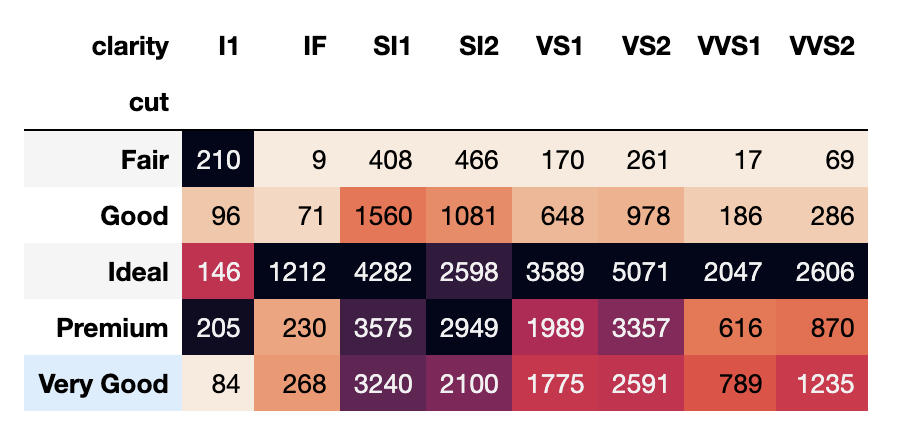 clarity I1 IF SI1 SI2 VS1 VS2 VVS1 VVS2
cut
Fair 210 9 408 466 170 261 17 69
Good 96 71 1560 1081 648 978 186 286
Ideal 146 1212 4282 2598 3589 5071 2047 2606
Premium 205 230 3575 2949 1989 3357 616 870
Very Good 84 268 3240 2100 1775 2591 789 1235